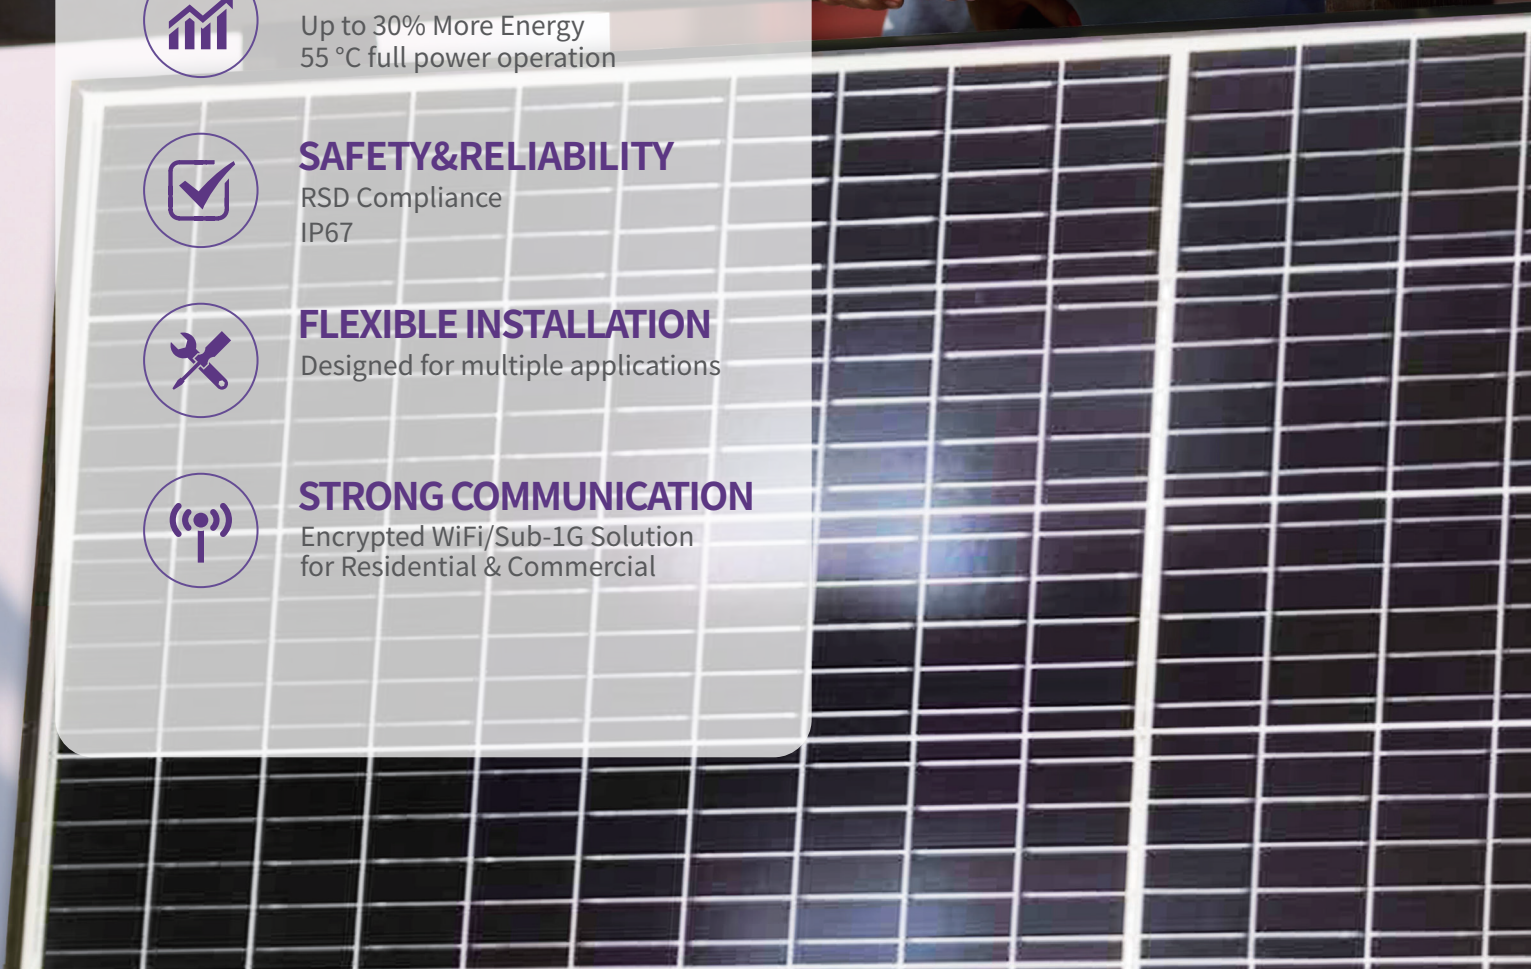 Up to 30% More Energy
55 °C full power operation
SAFETY&RELIABILITY
RSD Compliance
IP67
FLEXIBLE INSTALLATION
Designed for multiple applications
STRONG COMMUNICATION
Encrypted WiFi/Sub-1G Solution
for Residential & Commercial